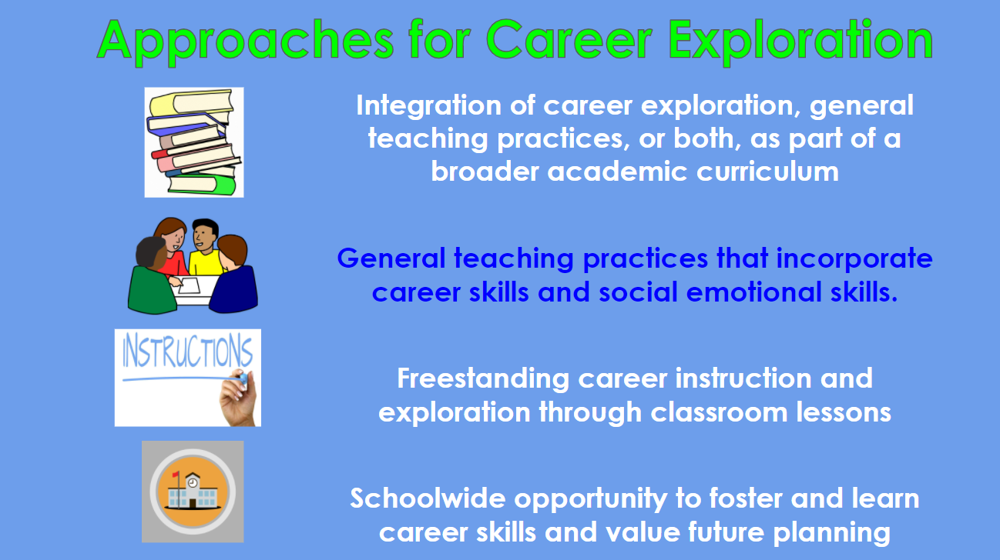 Approaches for Career Exploration
Integration of career exploration, general
teaching practices, or both, as part of a
broader academic curriculum
General teaching practices that incorporate
career skills and social emotional skills.
INSTRUCTIONS
Freestanding career instruction and
exploration through classroom lessons
Schoolwide opportunity to foster and learn
career skills and value future planning